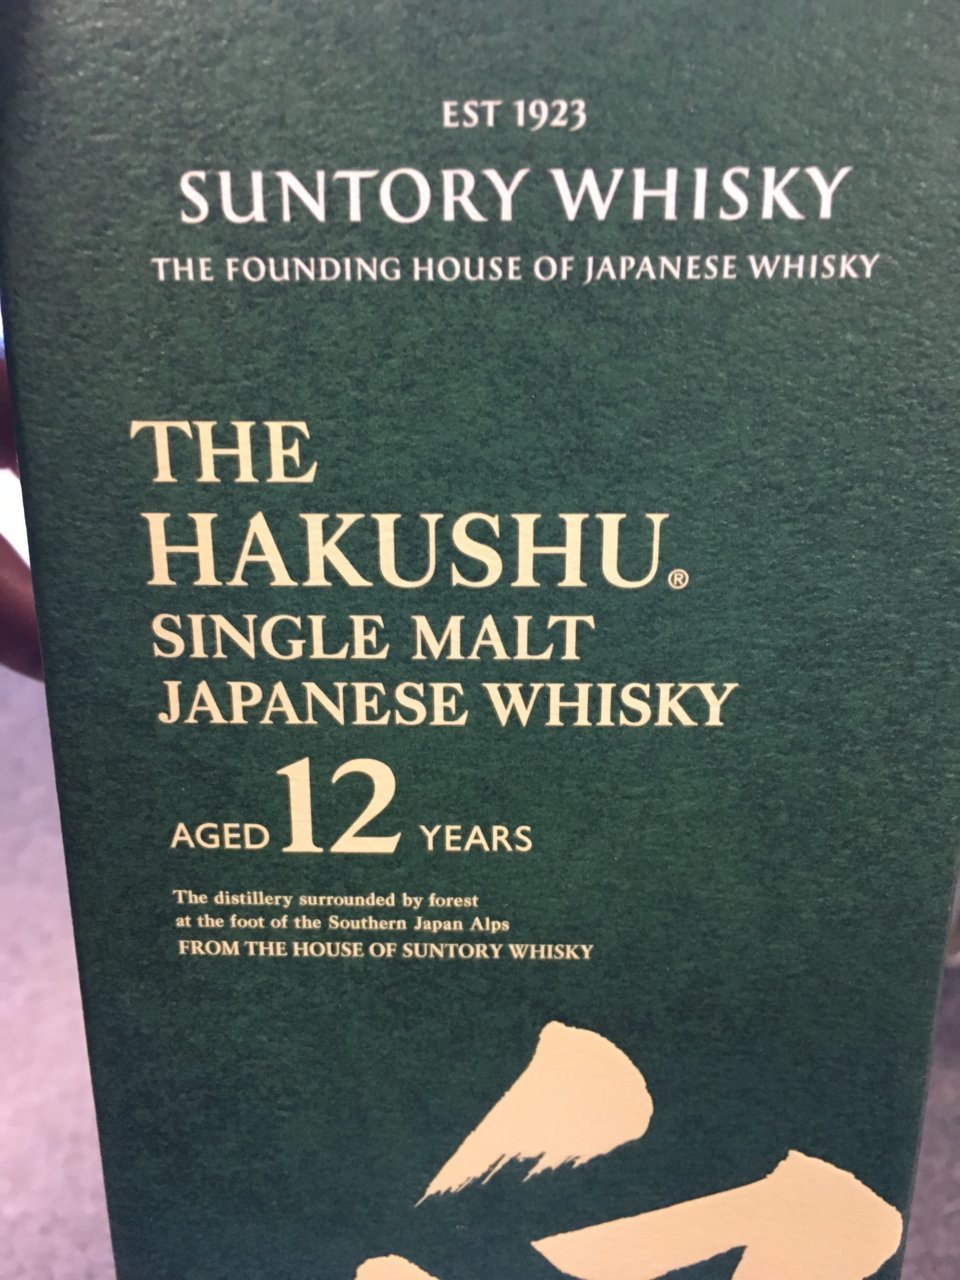 EST 1923
SUNTORY WHISKY
THE FOUNDING HOUSE OF JAPANESE WHISKY
THE
HAKUSHU®
SINGLE MALT
JAPANESE WHISKY
AGED 12 YEARS
The distillery surrounded by forest
at the foot of the Southern Japan Alps
FROM THE HOUSE OF SUNTORY WHISKY